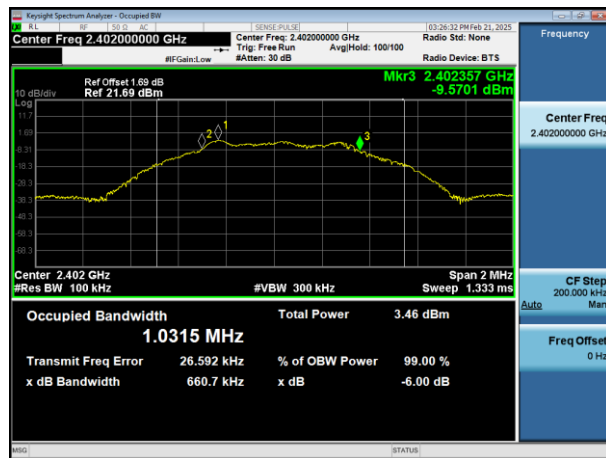 Keysight Spectrum Analyzer - Occupied BW
RL RF 50 Ω AC SENSE:PULSE 03:26:32 PM Feb 21, 2025
Center Freq 2.402000000 GHz
Center Freq: 2.402000000 GHz
Radio Std: None
Trig: Free Run Avg|Hold: 100/100
#IFGain:Low #Atten: 30 dB Radio Device: BTS
Frequency
Ref Offset 1.69 dB
Ref 21.69 dBm
10 dB/div
Log
Mkr3 2.402357 GHz
-9.5701 dBm
11.7
1.69
-8.31
-18.3
-28.3
-38.3
-48.3
-58.3
-68.3
2
1
3
Center 2.402 GHz Span 2 MHz
#Res BW 100 kHz #VBW 300 kHz Sweep 1.333 ms
Occupied Bandwidth Total Power 3.46 dBm
1.0315 MHz
Transmit Freq Error 26.592 kHz % of OBW Power 99.00 %
x dB Bandwidth 660.7 kHz x dB -6.00 dB
Center Freq
2.402000000 GHz
CF Step
200.000 kHz
Auto Man
Freq Offset
0 Hz
MSG STATUS